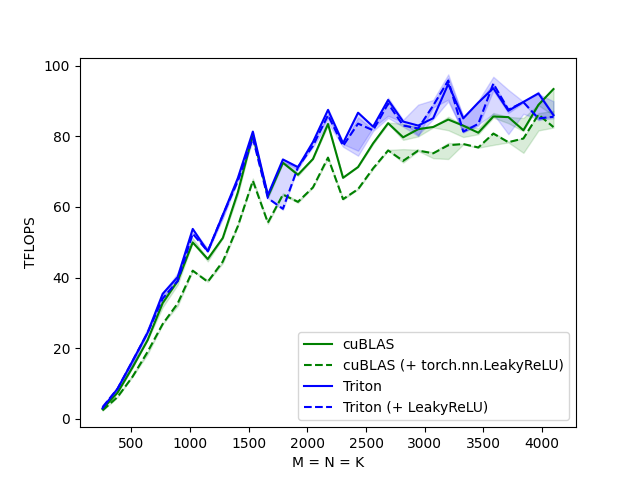 TFLOPS
100
80
60
40
20
0
500 1000 1500 2000 2500 3000 3500 4000
M = N = K
cuBLAS
cuBLAS (+ torch.nn.LeakyReLU)
Triton
Triton (+ LeakyReLU)